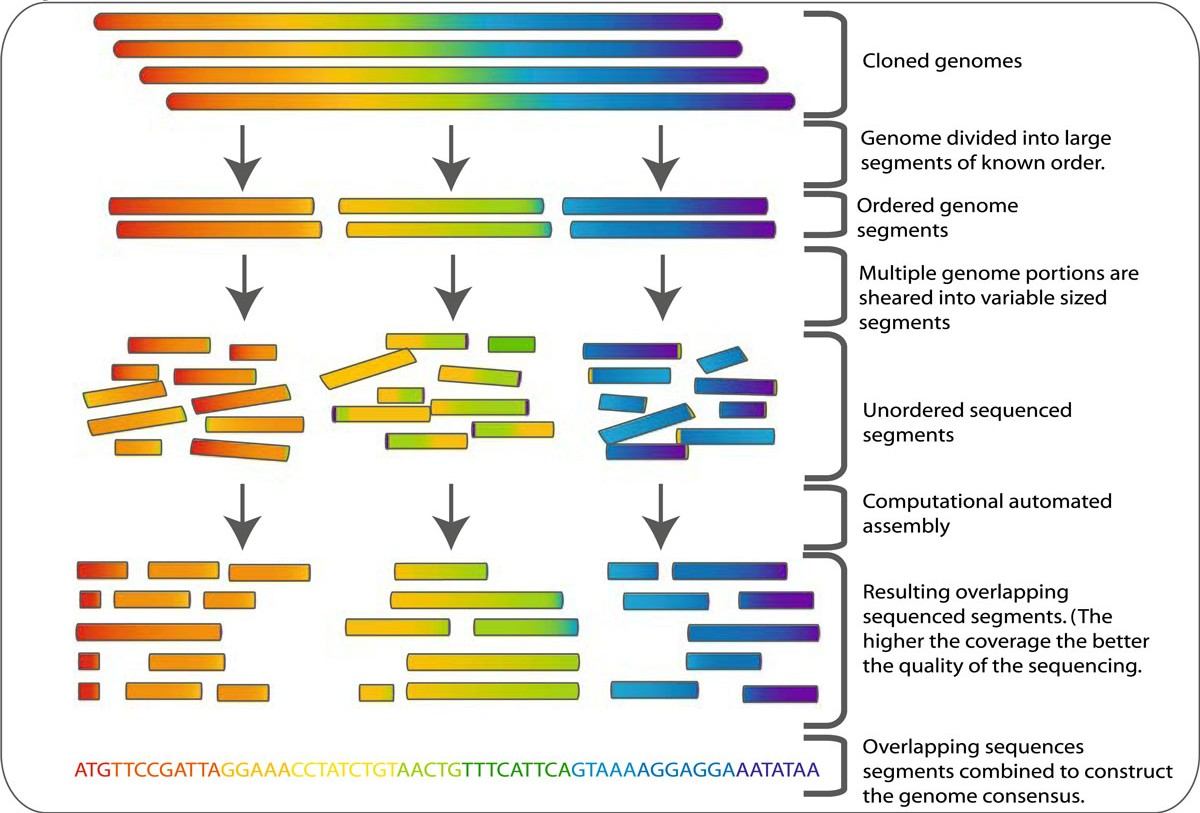 Cloned genomes
Genome divided into large
segments of known order.
Ordered genome
segments
Multiple genome portions are
sheared into variable sized
segments
Unordered sequenced
segments
Computational automated
assembly
Resulting overlapping
sequenced segments. (The
higher the coverage the better
the quality of the sequencing.
ATGTTCCGATTAGGAAACCTATCTGTAACTGTTTCATTCAGTAAAAGGAGGAAATATAA
Overlapping sequences
segments combined to construct
the genome consensus.